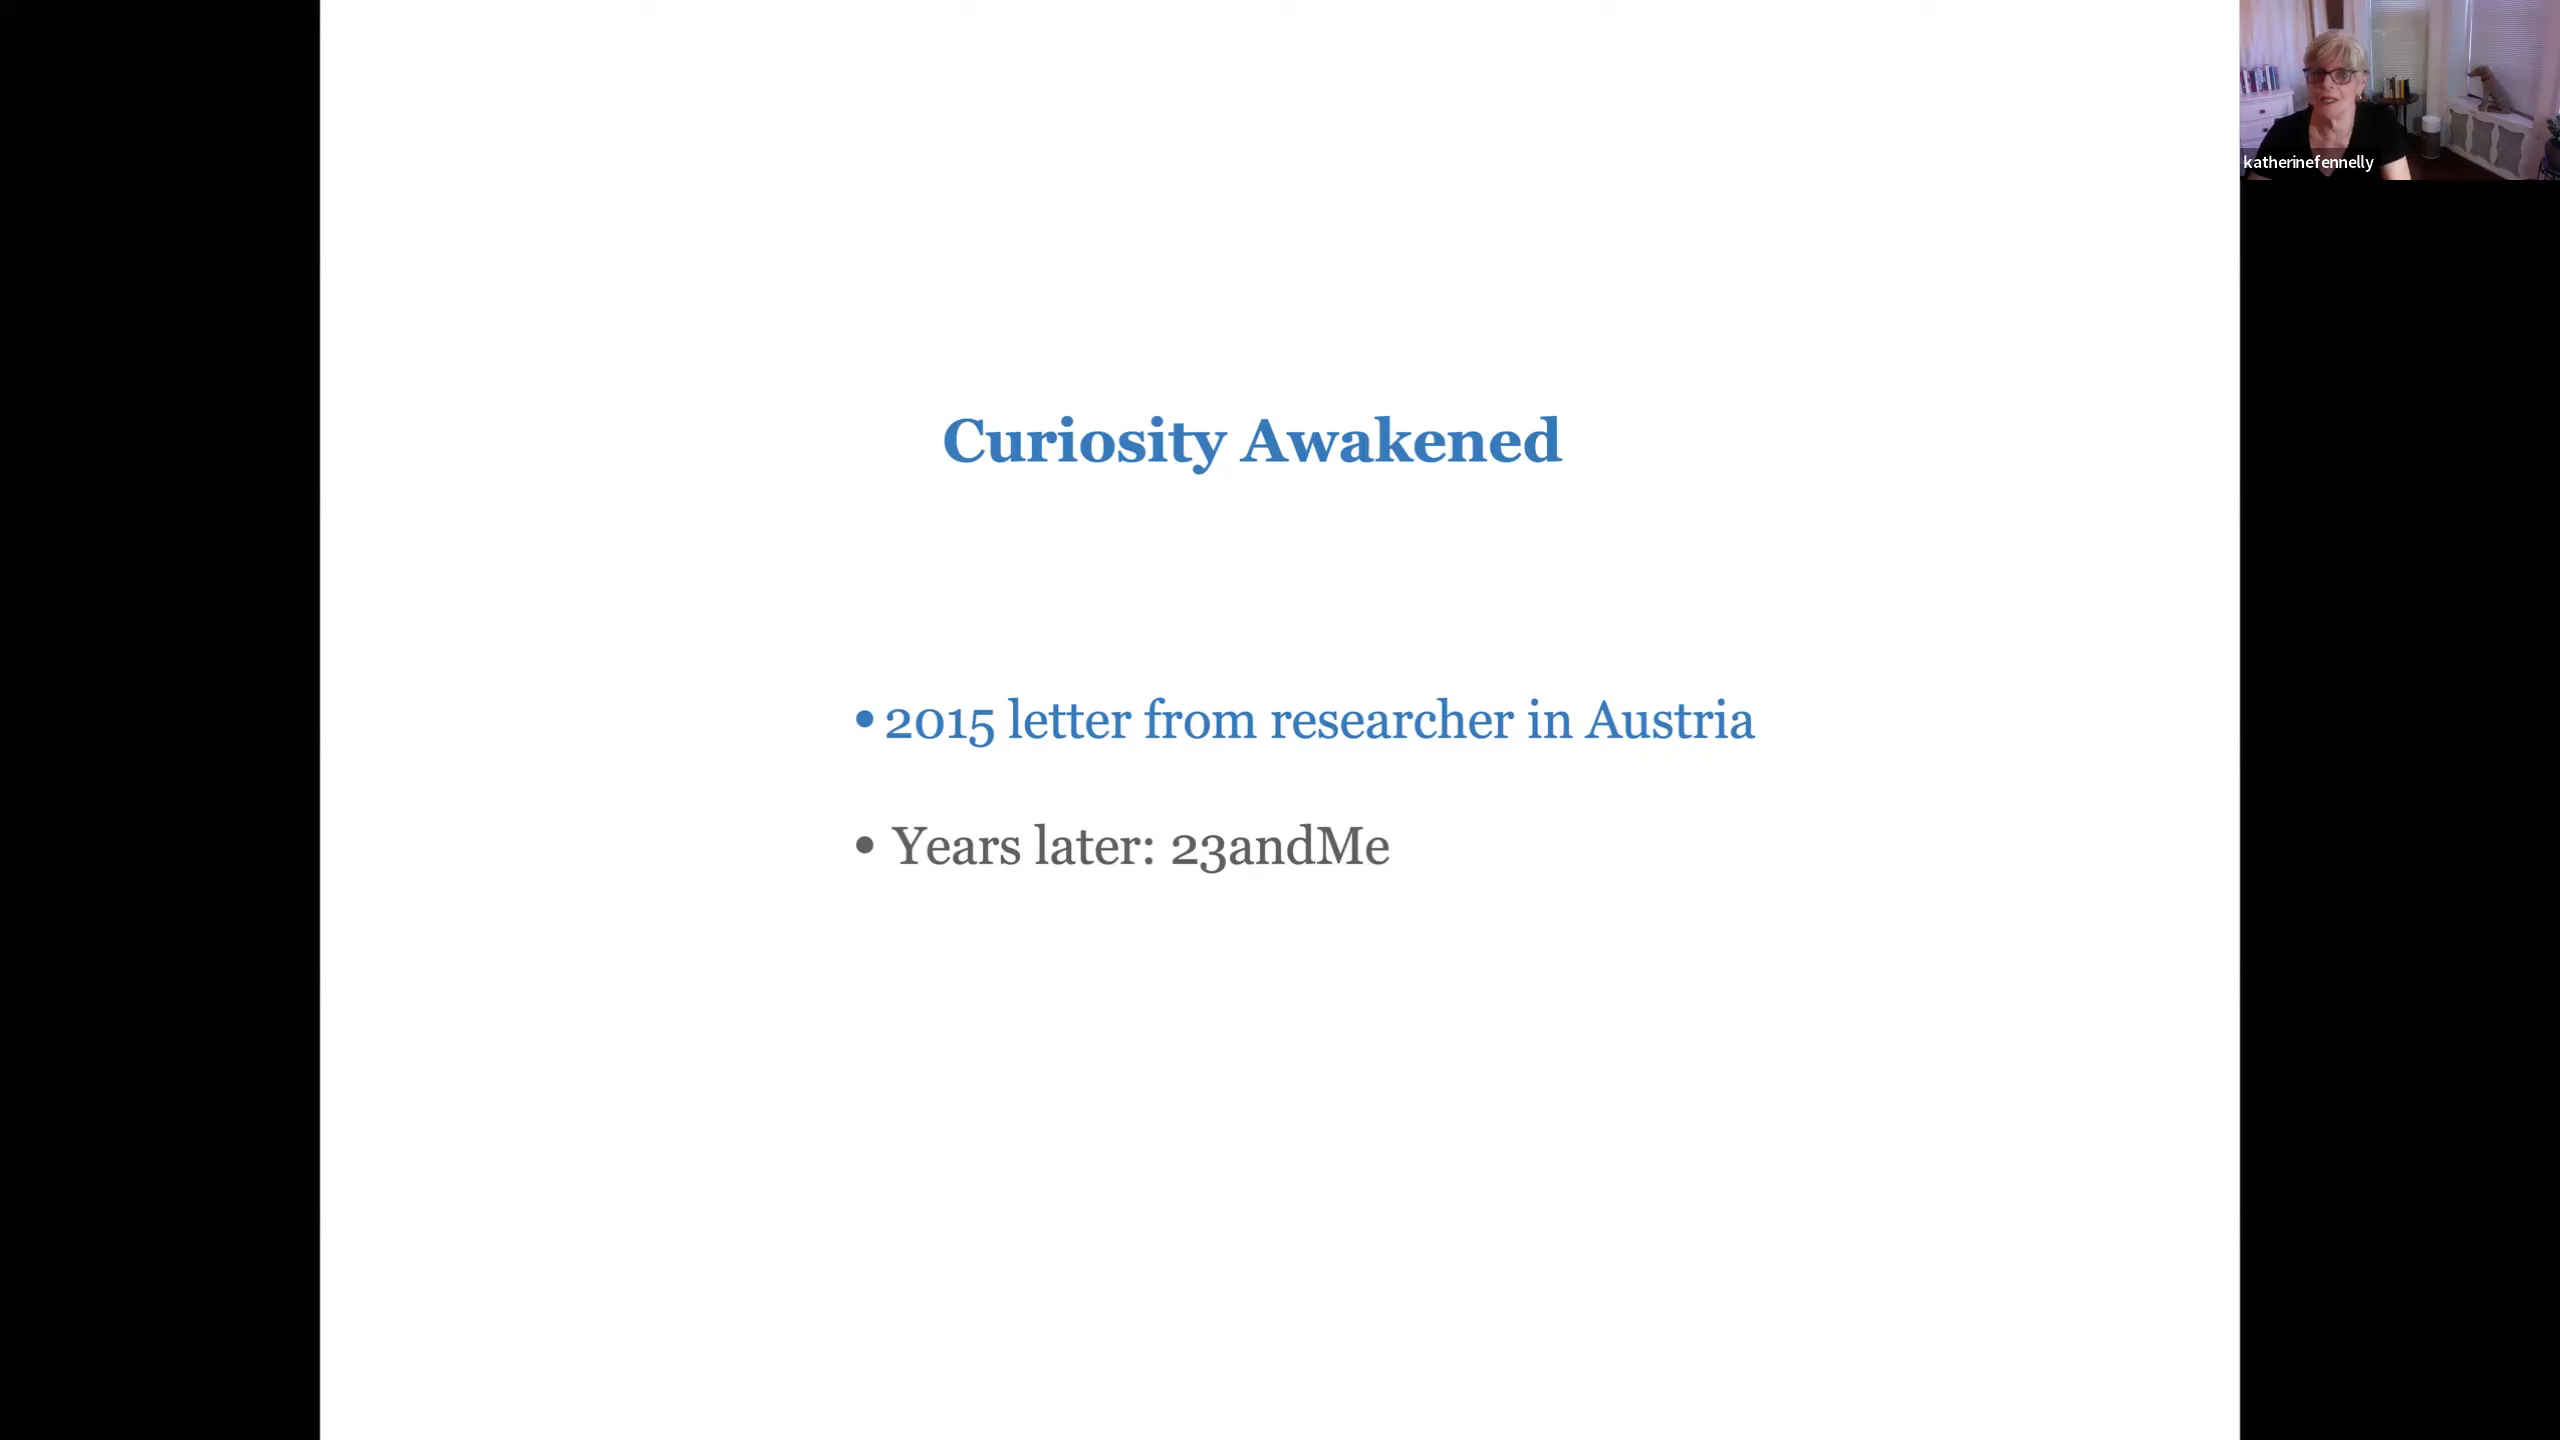 katherinefennelly
Curiosity Awakened
• 2015 letter from researcher in Austria
• Years later: 23andMe